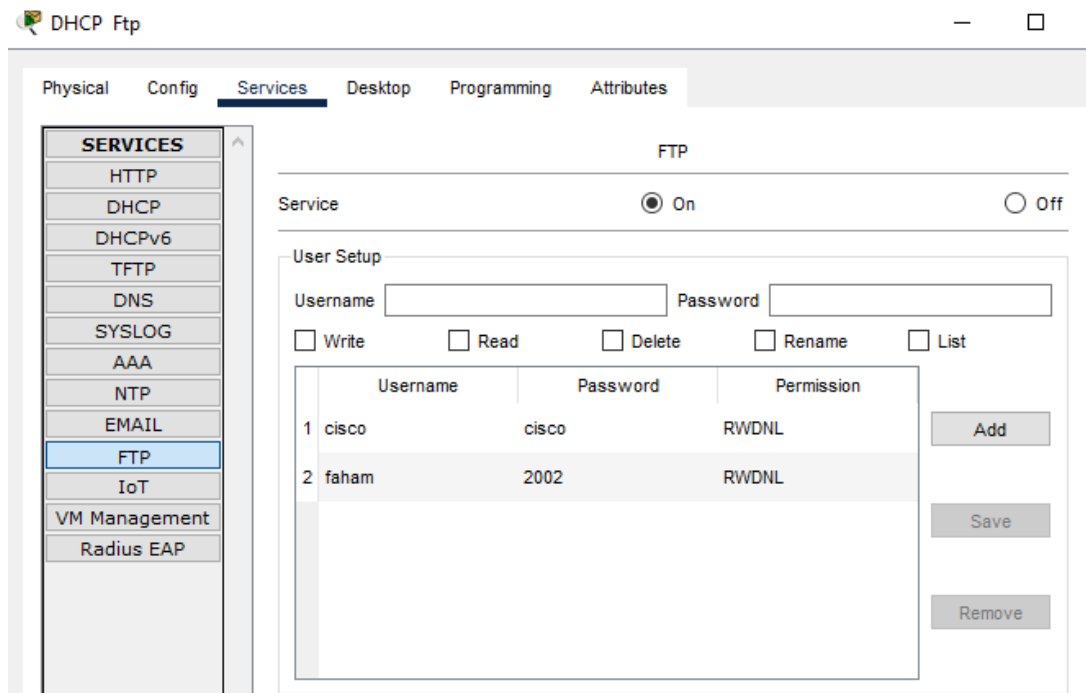 DHCP Ftp
Physical Config Services Desktop Programming Attributes
SERVICES
HTTP
DHCP
DHCPv6
TFTP
DNS
SYSLOG
AAA
NTP
EMAIL
FTP
IoT
VM Management
Radius EAP
FTP
Service On Off
User Setup
Username Password
Write Read Delete Rename List
Username Password Permission
1 cisco cisco RWDNL
2 faham 2002 RWDNL
Add
Save
Remove